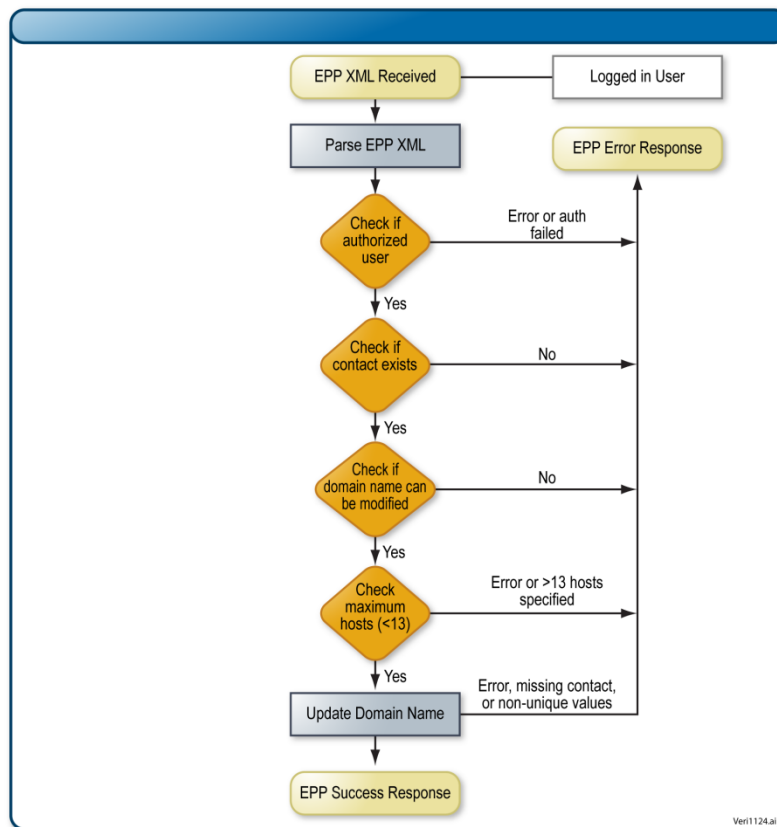 EPP XML Received
Logged in User
Parse EPP XML
EPP Error Response
Check if
authorized
user
Error or auth
failed
Yes
Check if
contact exists
No
Yes
Check if
domain name can
be modified
No
Yes
Check
maximum
hosts (<13)
Error or >13 hosts
specified
Yes
Update Domain Name
Error, missing contact,
or non-unique values
EPP Success Response
Veri1124.ai